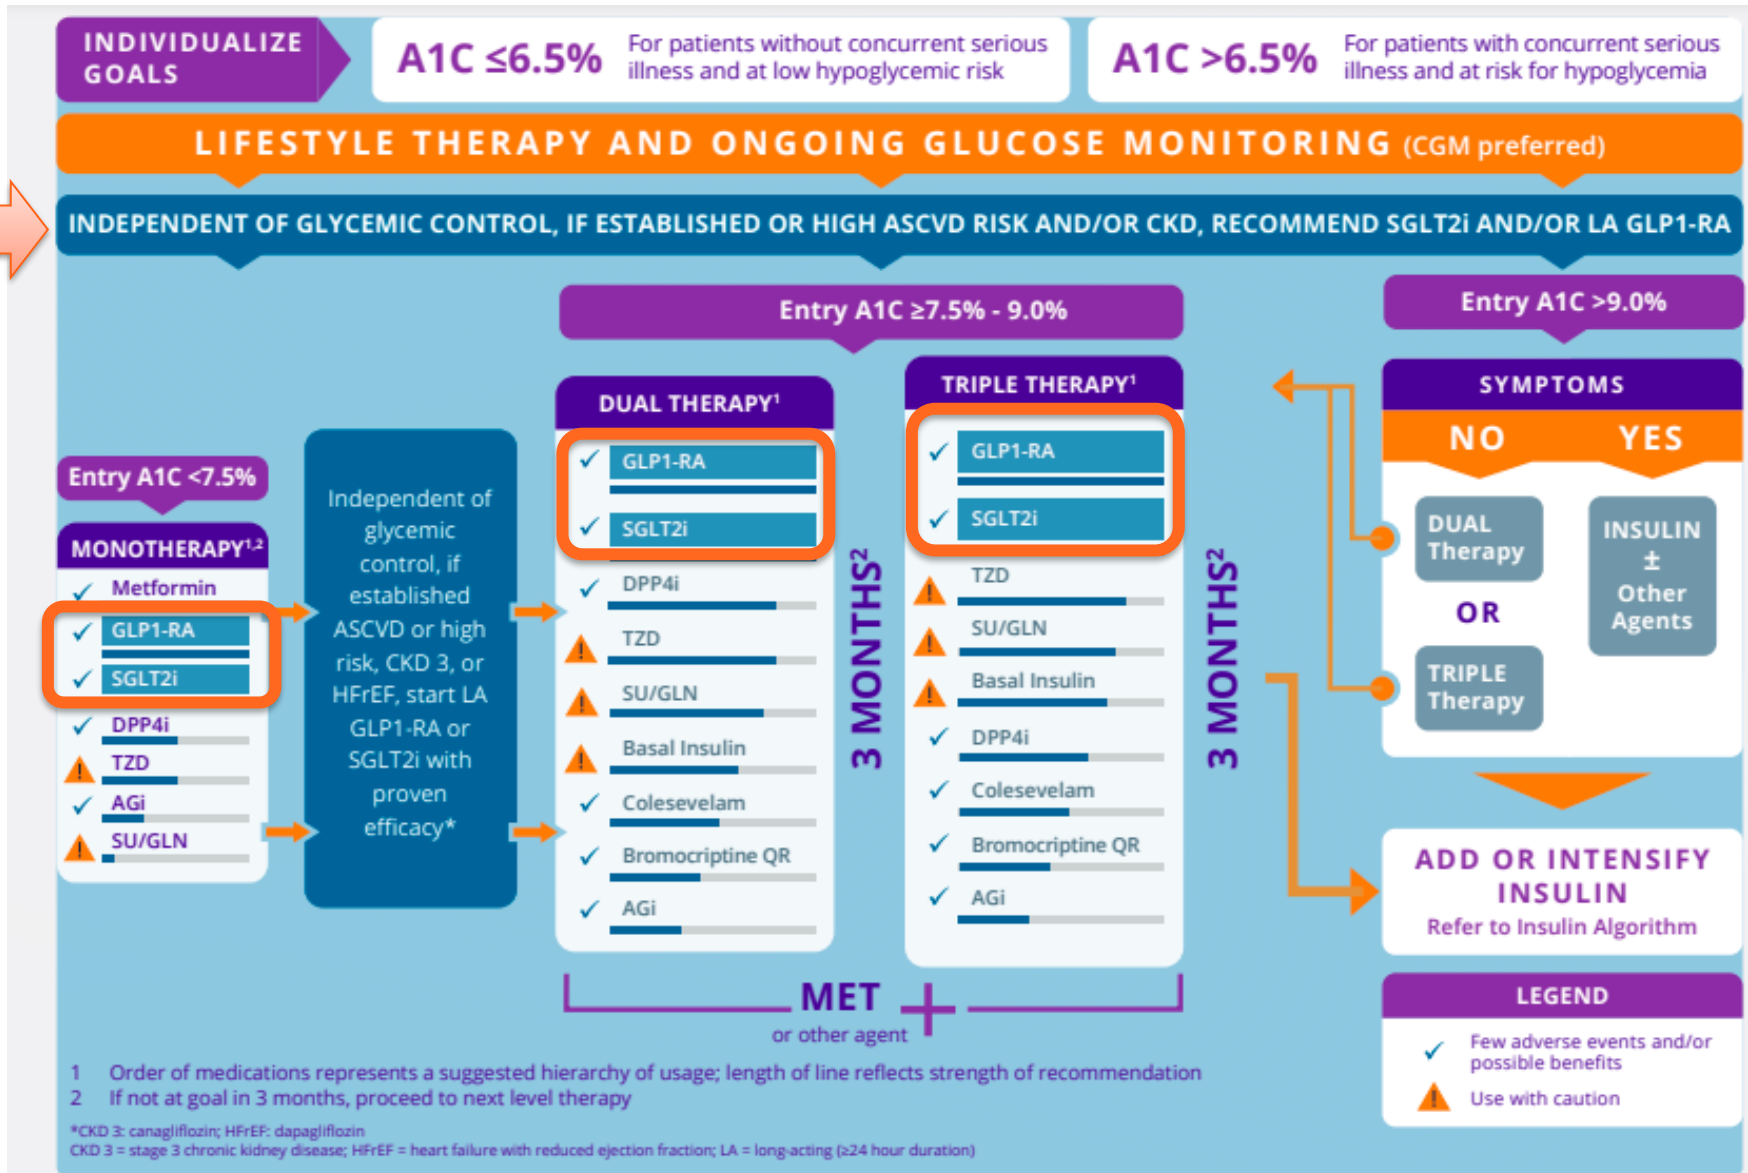 INDIVIDUALIZE
GOALS
A1C ≤6.5%
For patients without concurrent serious
illness and at low hypoglycemic risk
A1C >6.5%
For patients with concurrent serious
illness and at risk for hypoglycemia
LIFESTYLE THERAPY AND ONGOING GLUCOSE MONITORING (CGM preferred)
INDEPENDENT OF GLYCEMIC CONTROL, IF ESTABLISHED OR HIGH ASCVD RISK AND/OR CKD, RECOMMEND SGLT2i AND/OR LA GLP1-RA
Entry A1C <7.5%
MONOTHERAPY1,2
Metformin
GLP1-RA
SGLT2i
DPP4i
TZD
AGi
SU/GLN
Independent of
glycemic
control, if
established
ASCVD or high
risk, CKD 3, or
HFrEF, start LA
GLP1-RA or
SGLT2i with
proven
efficacy*
Entry A1C ≥7.5% - 9.0%
DUAL THERAPY1
GLP1-RA
SGLT2i
DPP4i
TZD
SU/GLN
Basal Insulin
Colesevelam
Bromocriptine QR
AGi
3 MONTHS2
TRIPLE THERAPY1
GLP1-RA
SGLT2i
TZD
SU/GLN
Basal Insulin
DPP4i
Colesevelam
Bromocriptine QR
AGi
3 MONTHS2
MET
or other agent
Entry A1C >9.0%
SYMPTOMS
NO
YES
DUAL
Therapy
OR
TRIPLE
Therapy
INSULIN
±
Other
Agents
ADD OR INTENSIFY
INSULIN
Refer to Insulin Algorithm
LEGEND
Few adverse events and/or
possible benefits
Use with caution
1 Order of medications represents a suggested hierarchy of usage; length of line reflects strength of recommendation
2 If not at goal in 3 months, proceed to next level therapy
*CKD 3: canagliflozin; HFrEF: dapagliflozin
CKD 3 = stage 3 chronic kidney disease; HFrEF = heart failure with reduced ejection fraction; LA = long-acting (≥24 hour duration)